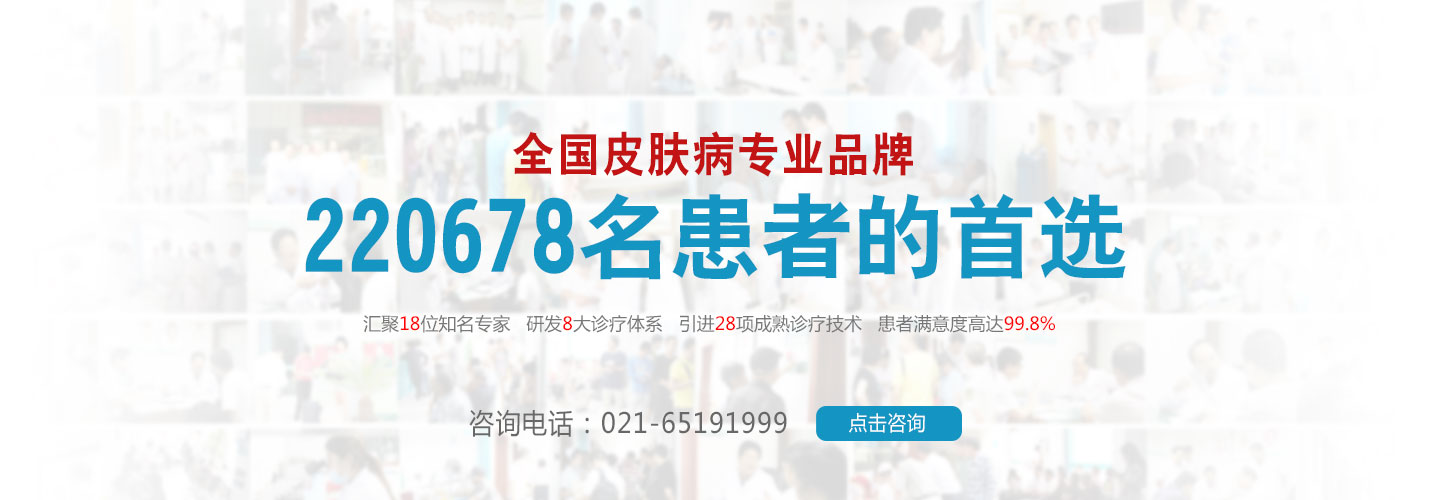 全国皮肤病专业品牌
220678名患者的首选
汇聚18位知名专家 研发8大诊疗体系 引进28项成熟诊疗技术 患者满意度高达99.8%
咨询电话：021-65191999 点击咨询